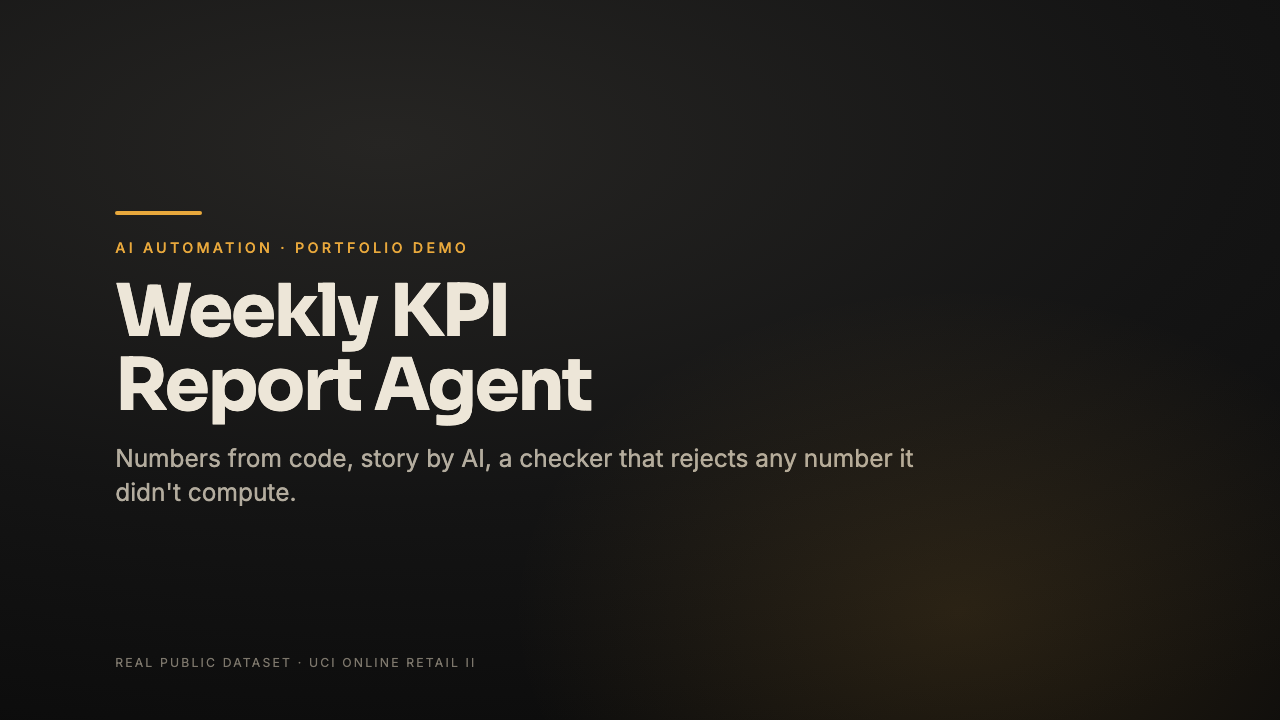 AI AUTOMATION · PORTFOLIO DEMO
Weekly KPI
Report Agent
Numbers from code, story by AI, a checker that rejects any number it
didn't compute.
REAL PUBLIC DATASET · UCI ONLINE RETAIL II